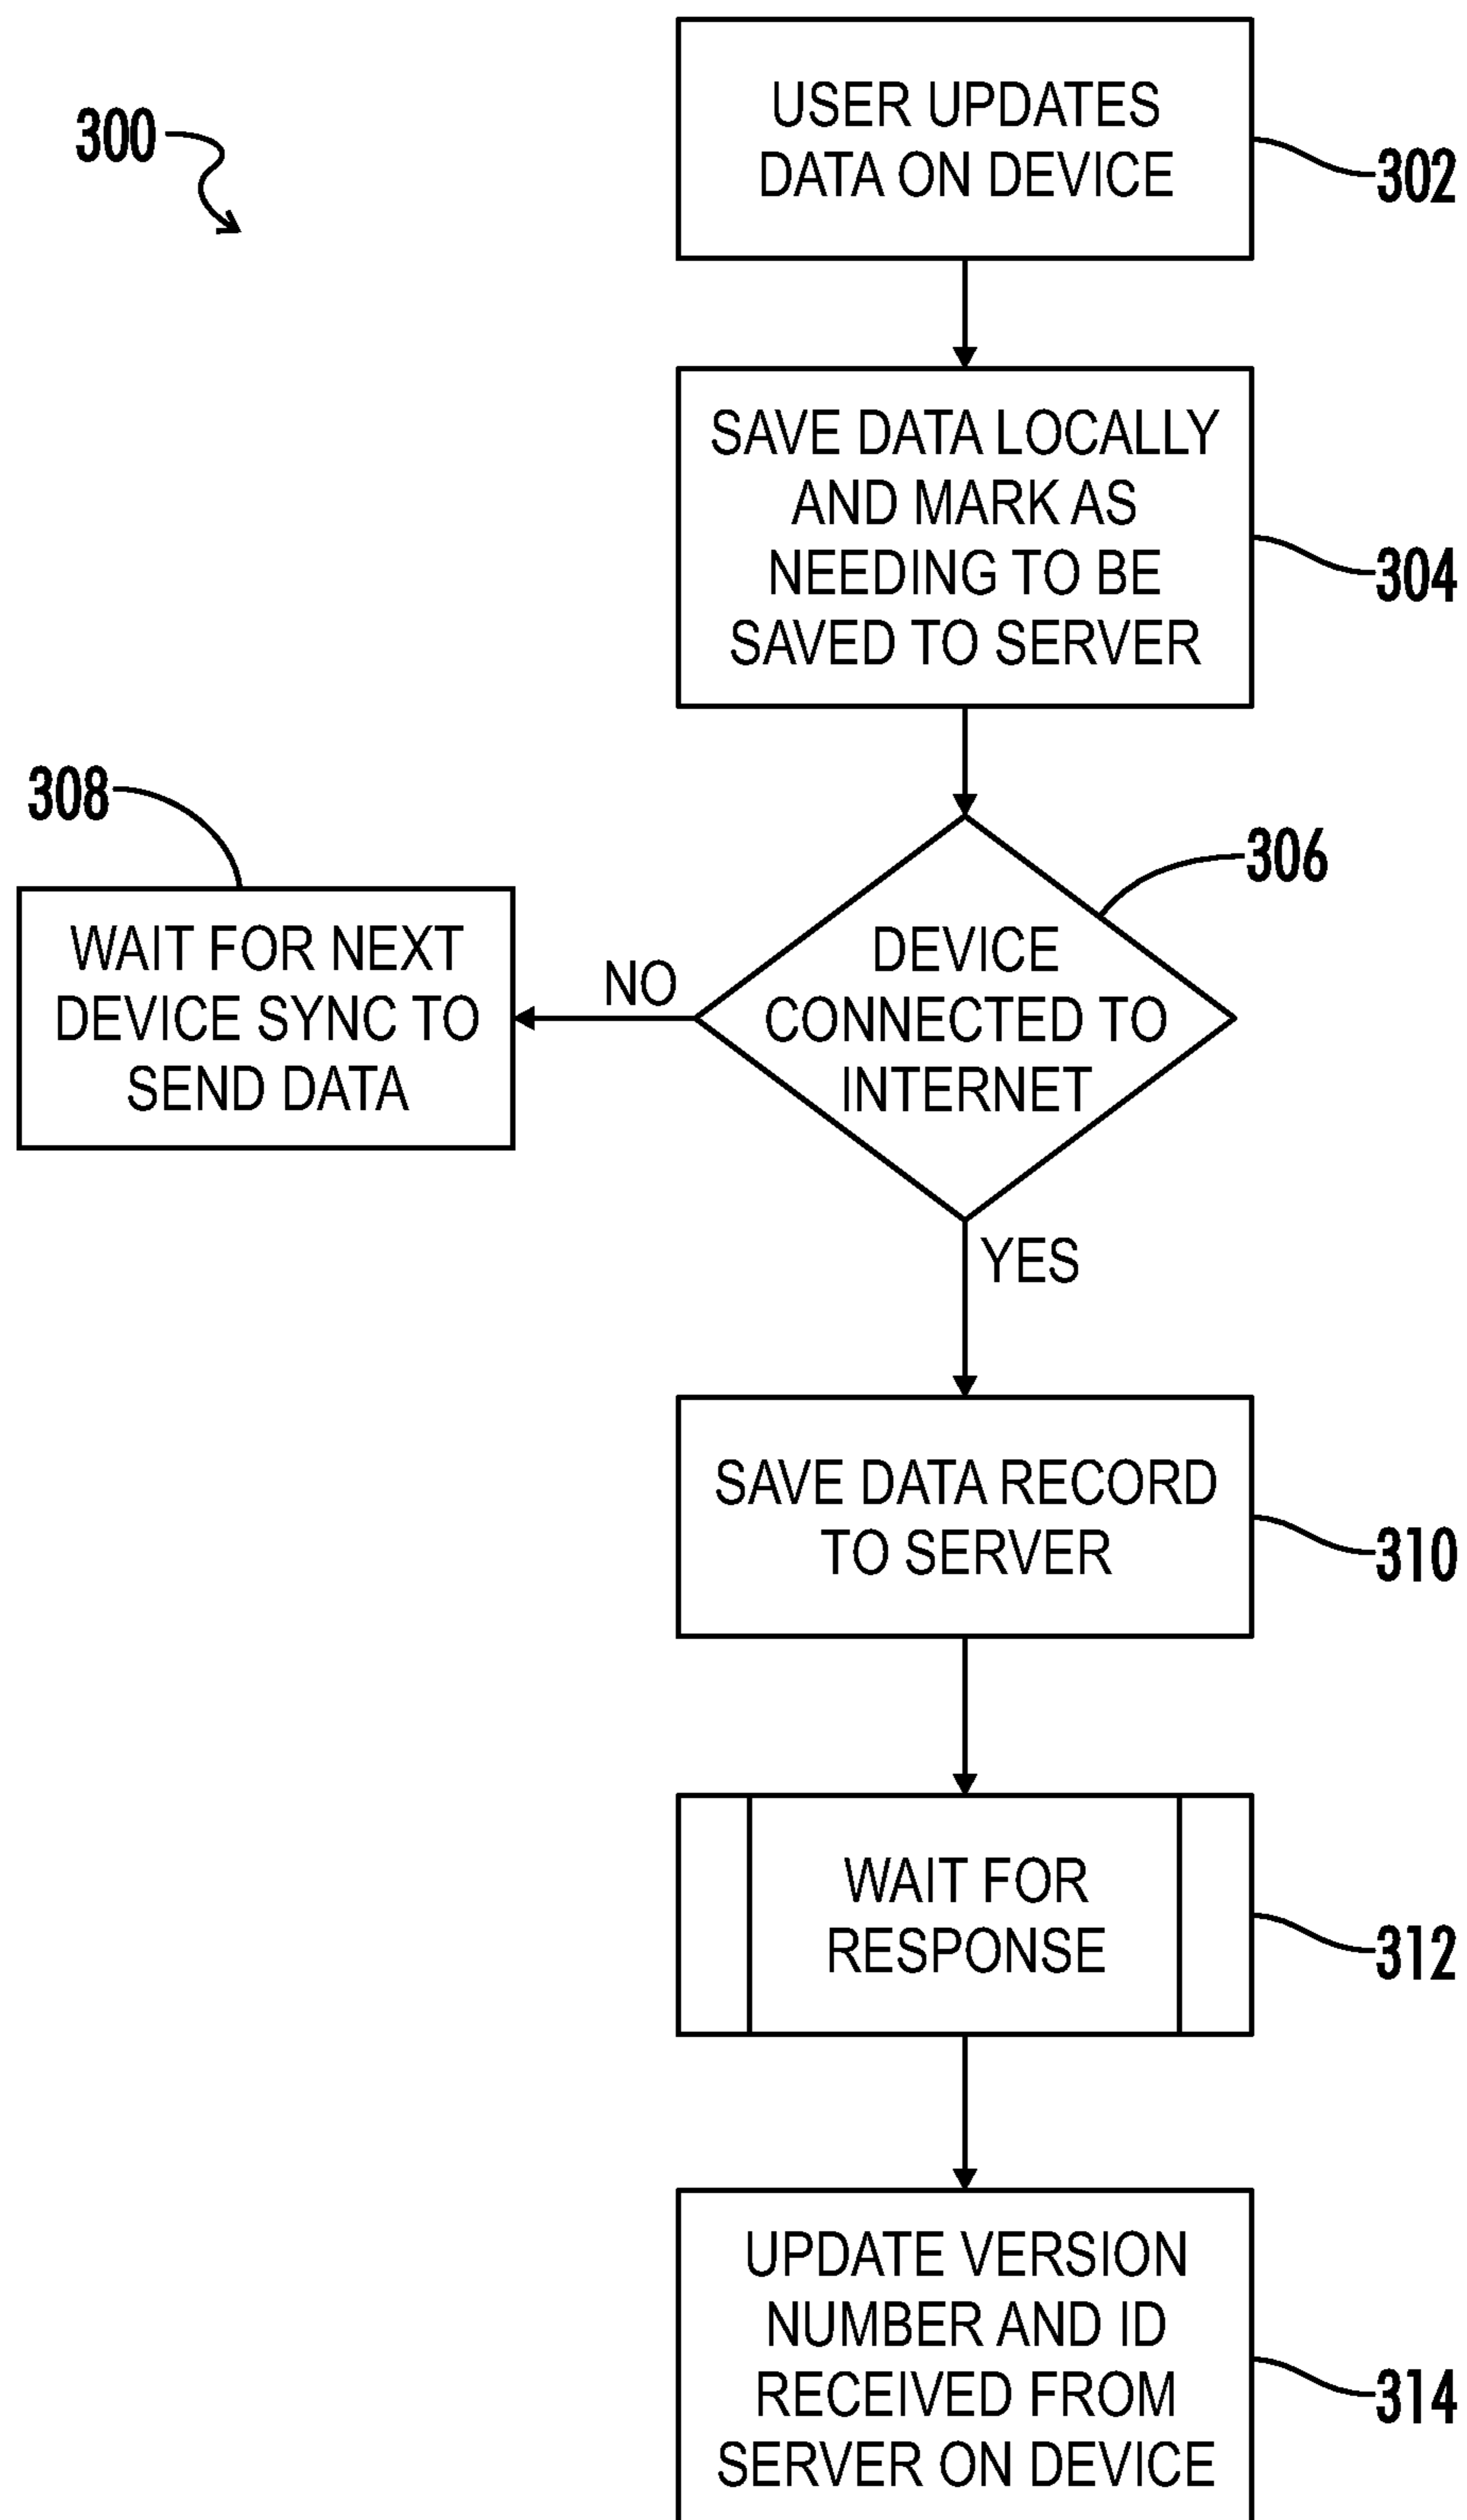 300
USER UPDATES
DATA ON DEVICE
302
SAVE DATA LOCALLY
AND MARK AS
NEEDING TO BE
SAVED TO SERVER
304
308
306
WAIT FOR NEXT
DEVICE SYNC TO
SEND DATA
NO
DEVICE
CONNECTED TO
INTERNET
YES
SAVE DATA RECORD
TO SERVER
310
WAIT FOR
RESPONSE
312
UPDATE VERSION
NUMBER AND ID
RECEIVED FROM
SERVER ON DEVICE
314